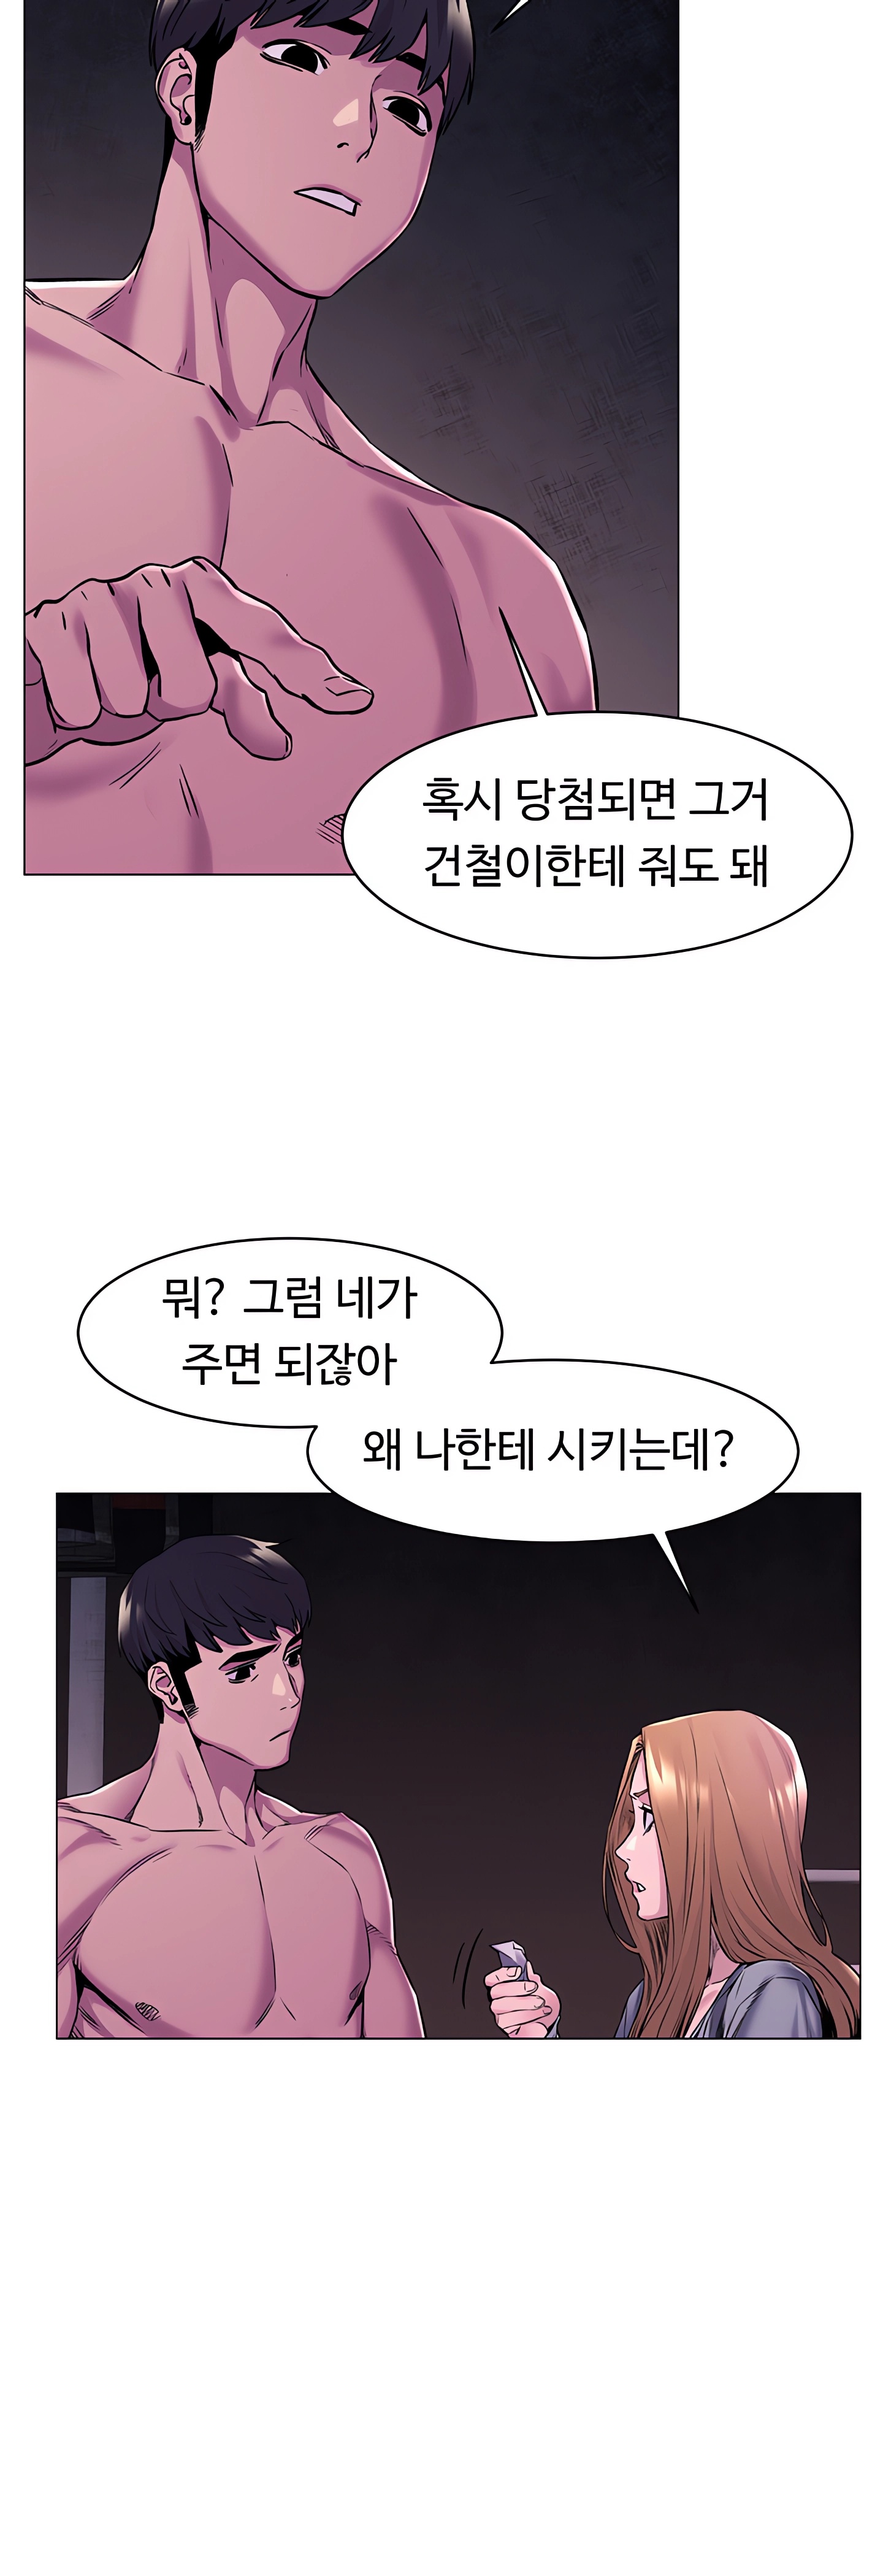 혹시 당첨되면 그거
건철이한테 줘도 돼
뭐? 그럼 네가
주면 되잖아
왜 나한테 시키는데?